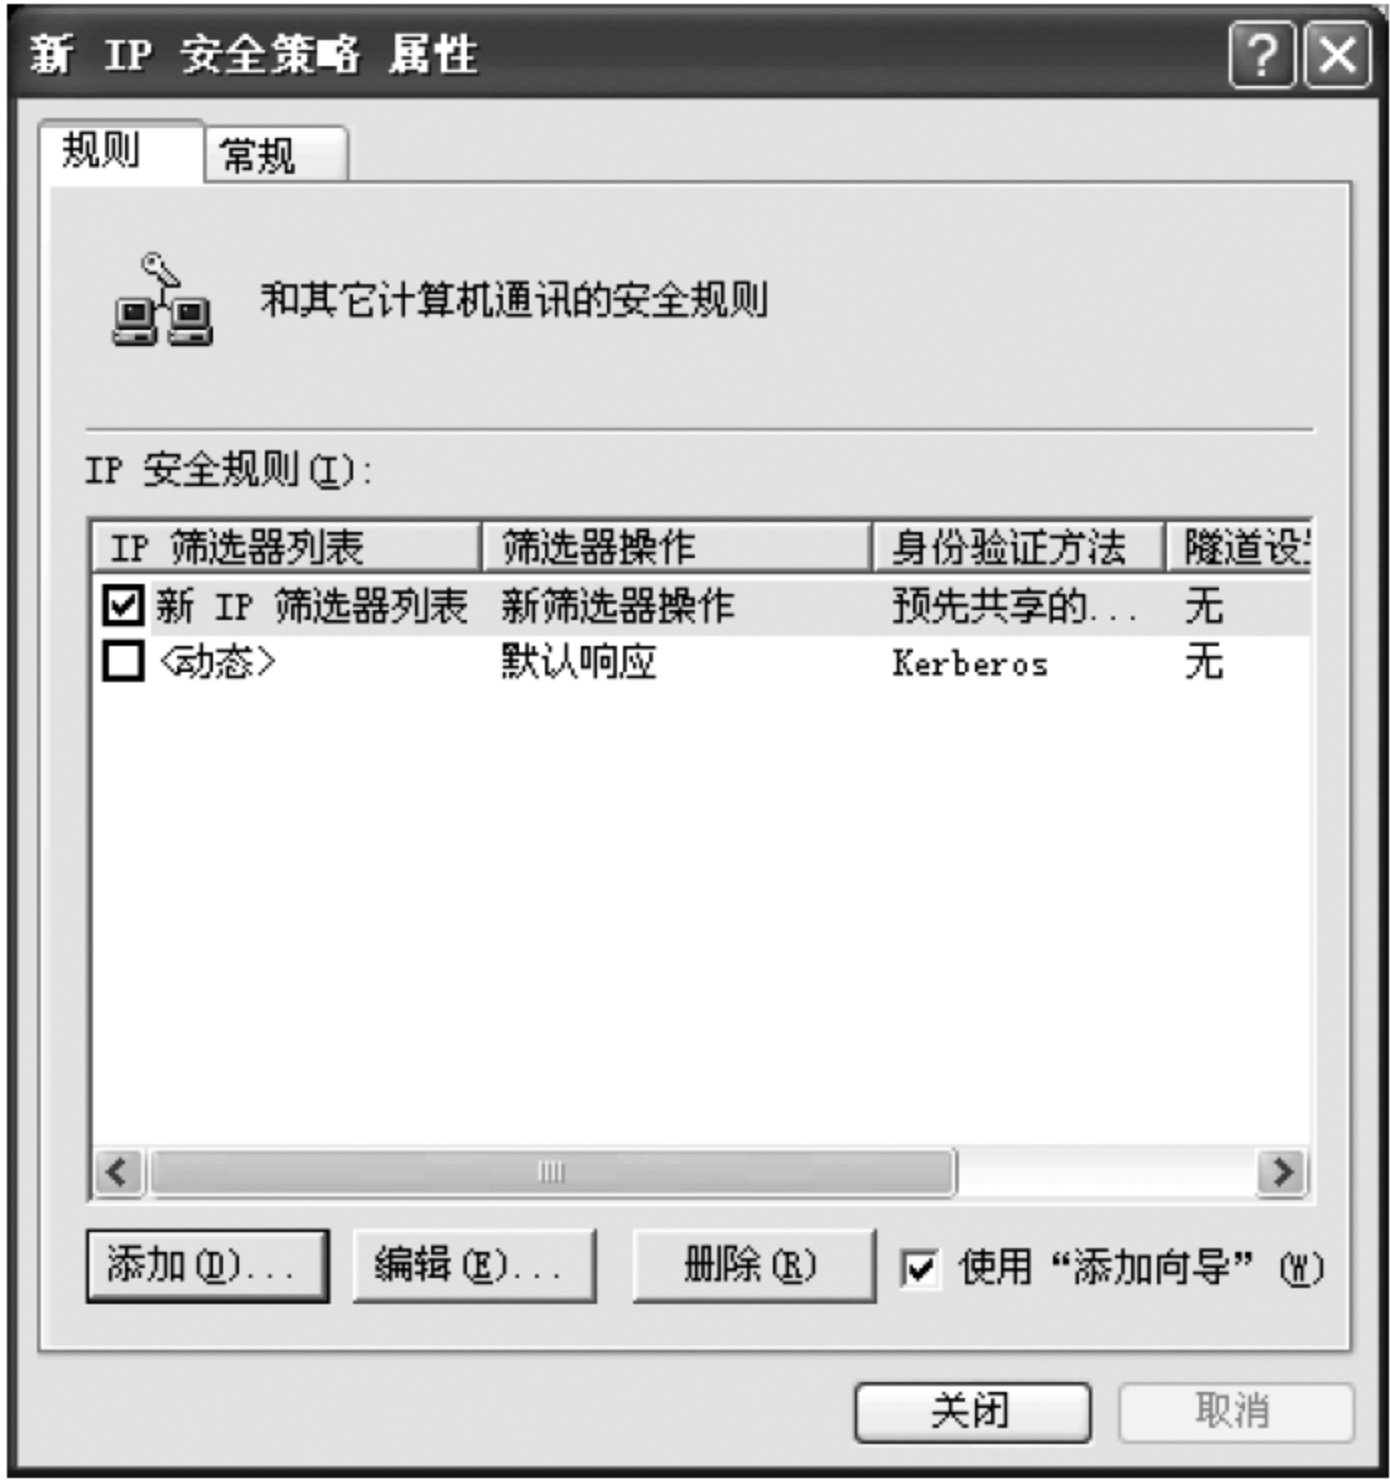 新 IP 安全策略 属性
规则 常规
和其它计算机通讯的安全规则
IP 安全规则(I):
IP 筛选器列表 筛选器操作 身份验证方法 隧道设
新 IP 筛选器列表 新筛选器操作 预先共享的... 无
<动态> 默认响应 Kerberos 无
添加(D)... 编辑(E)... 删除(R) 使用“添加向导”(W)
关闭 取消